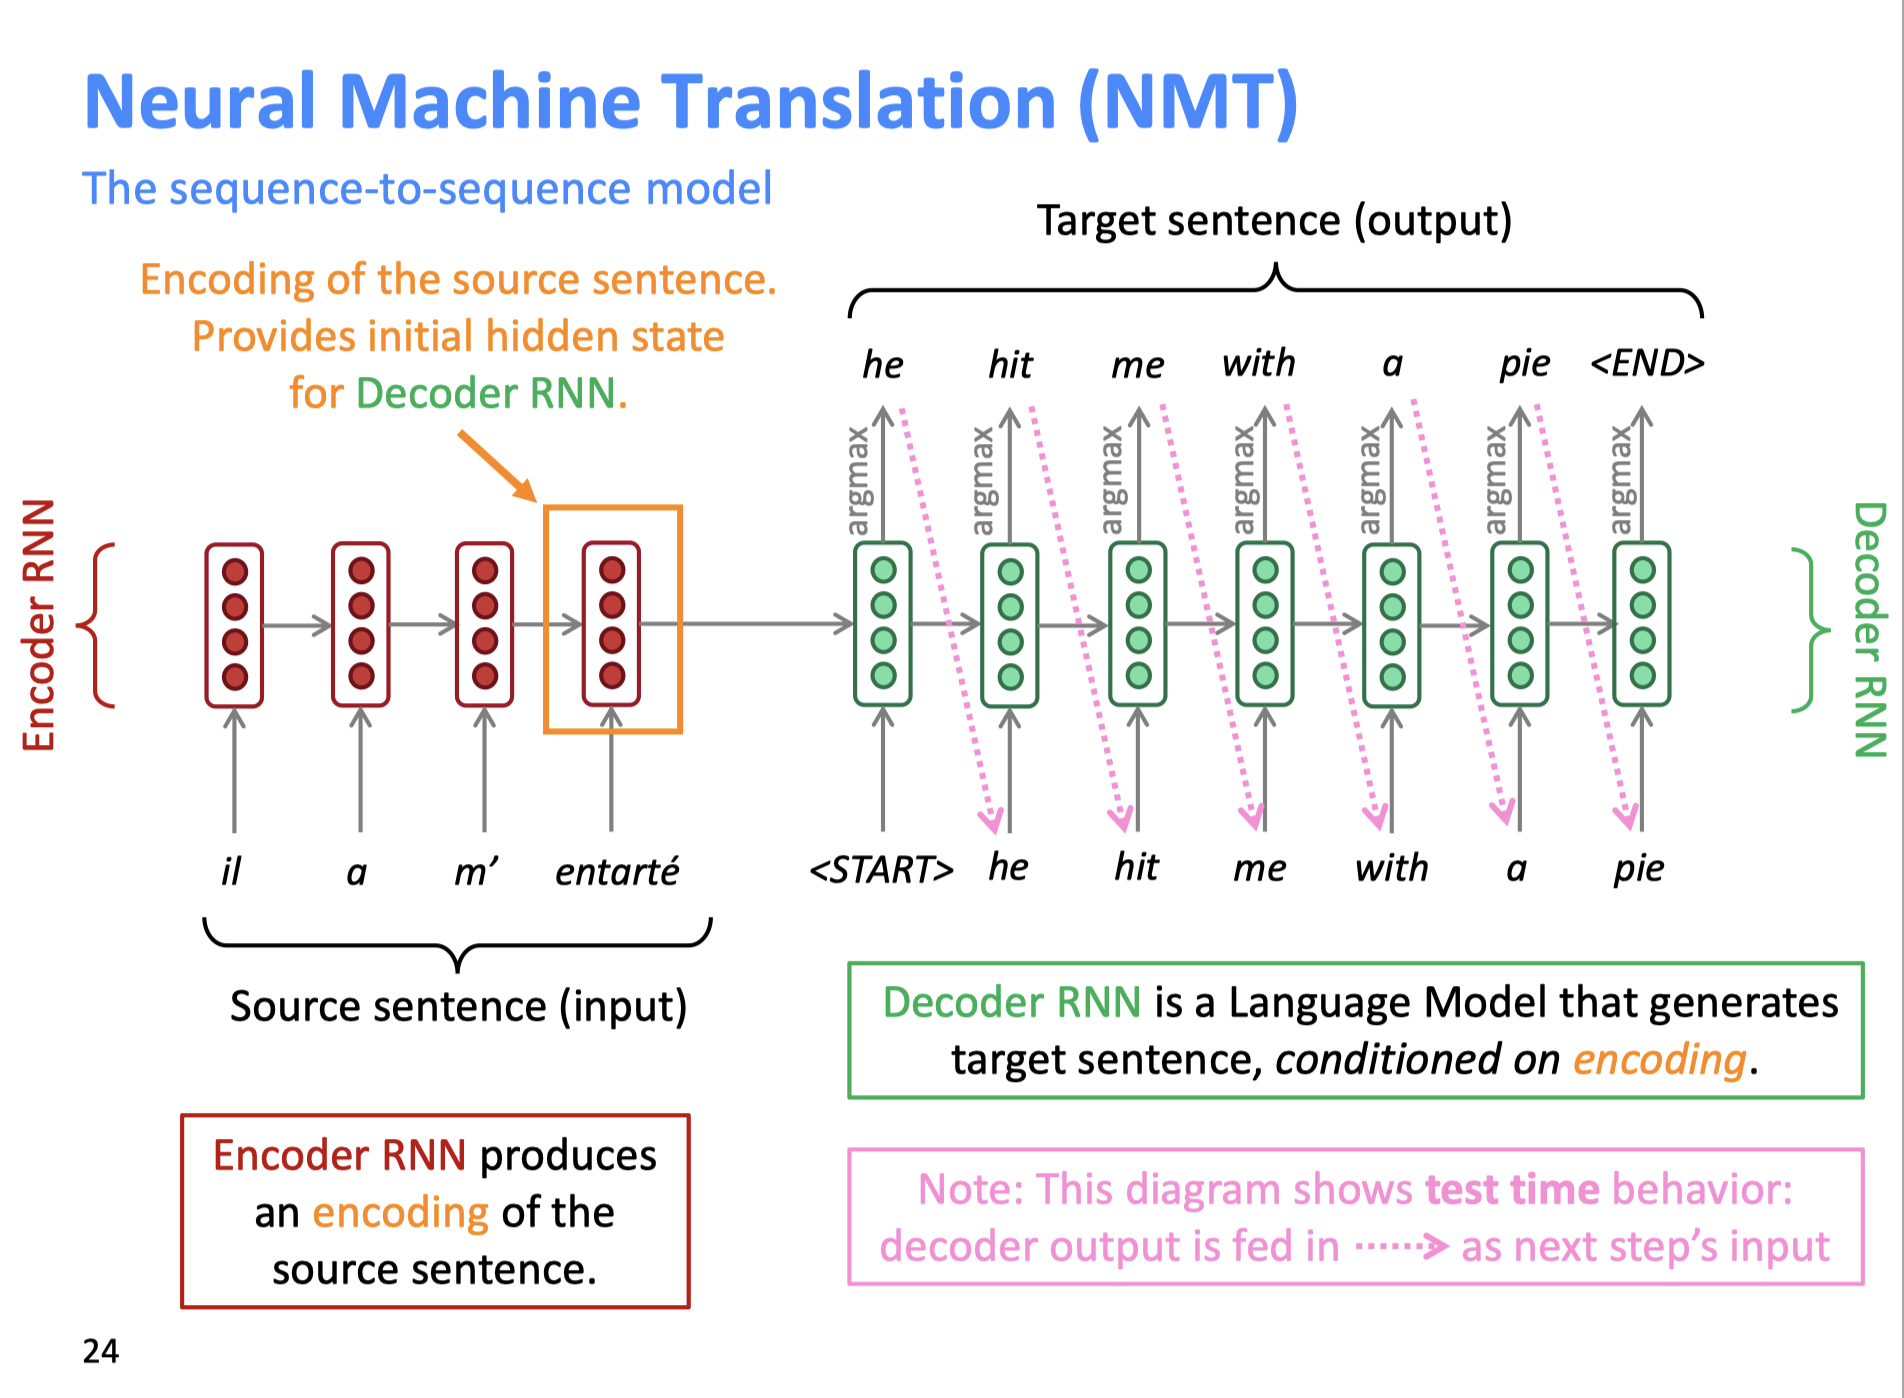 Neural Machine Translation (NMT)
The sequence-to-sequence model
Encoding of the source sentence.
Provides initial hidden state
for Decoder RNN.
Target sentence (output)
he hit me with a pie <END>
argmax argmax argmax argmax argmax argmax argmax
Encoder RNN
Decoder RNN
il a m’ entarté
<START> he hit me with a pie
Source sentence (input)
Encoder RNN produces
an encoding of the
source sentence.
Decoder RNN is a Language Model that generates
target sentence, conditioned on encoding.
Note: This diagram shows test time behavior:
decoder output is fed in as next step’s input
24